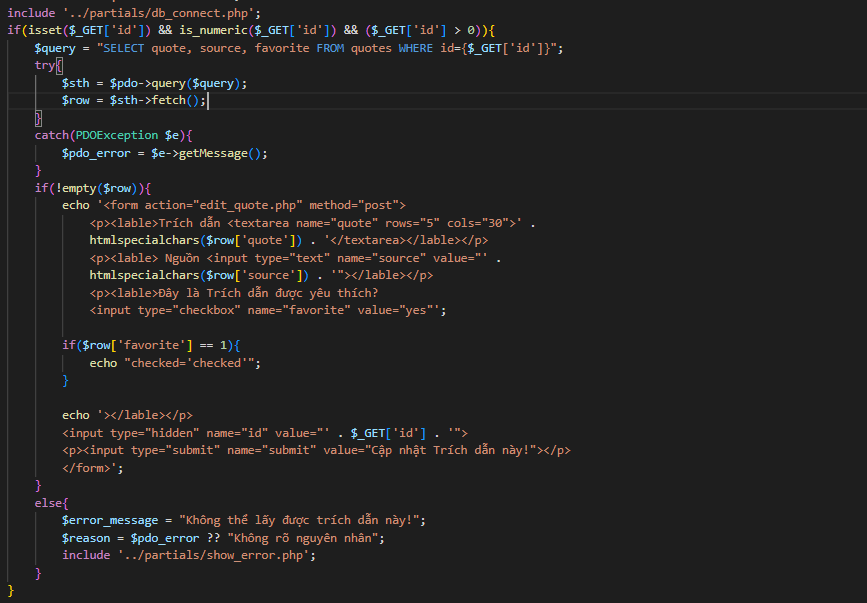 include '../partials/db_connect.php';
if(isset($_GET['id']) && is_numeric($_GET['id']) && ($_GET['id'] > 0)){
$query = "SELECT quote, source, favorite FROM quotes WHERE id={$_GET['id']}";
try{
$sth = $pdo->query($query);
$row = $sth->fetch();
}
catch(PDOException $e){
$pdo_error = $e->getMessage();
}
if(!empty($row)){
echo '<form action="edit_quote.php" method="post">
<p><lable>Trích dẫn <textarea name="quote" rows="5" cols="30">' .
htmlspecialchars($row['quote']) . '</textarea></lable></p>
<p><lable> Nguồn <input type="text" name="source" value="' .
htmlspecialchars($row['source']) . '"></lable></p>
<p><lable>Đây là Trích dẫn được yêu thích?
<input type="checkbox" name="favorite" value="yes"';
if($row['favorite'] == 1){
echo "checked='checked'";
}
echo '></lable></p>
<input type="hidden" name="id" value="' . $_GET['id'] . '">
<p><input type="submit" name="submit" value="Cập nhật Trích dẫn này!"></p>
</form>';
}
else{
$error_message = "Không thể lấy được trích dẫn này!";
$reason = $pdo_error ?? "Không rõ nguyên nhân";
include '../partials/show_error.php';
}
}